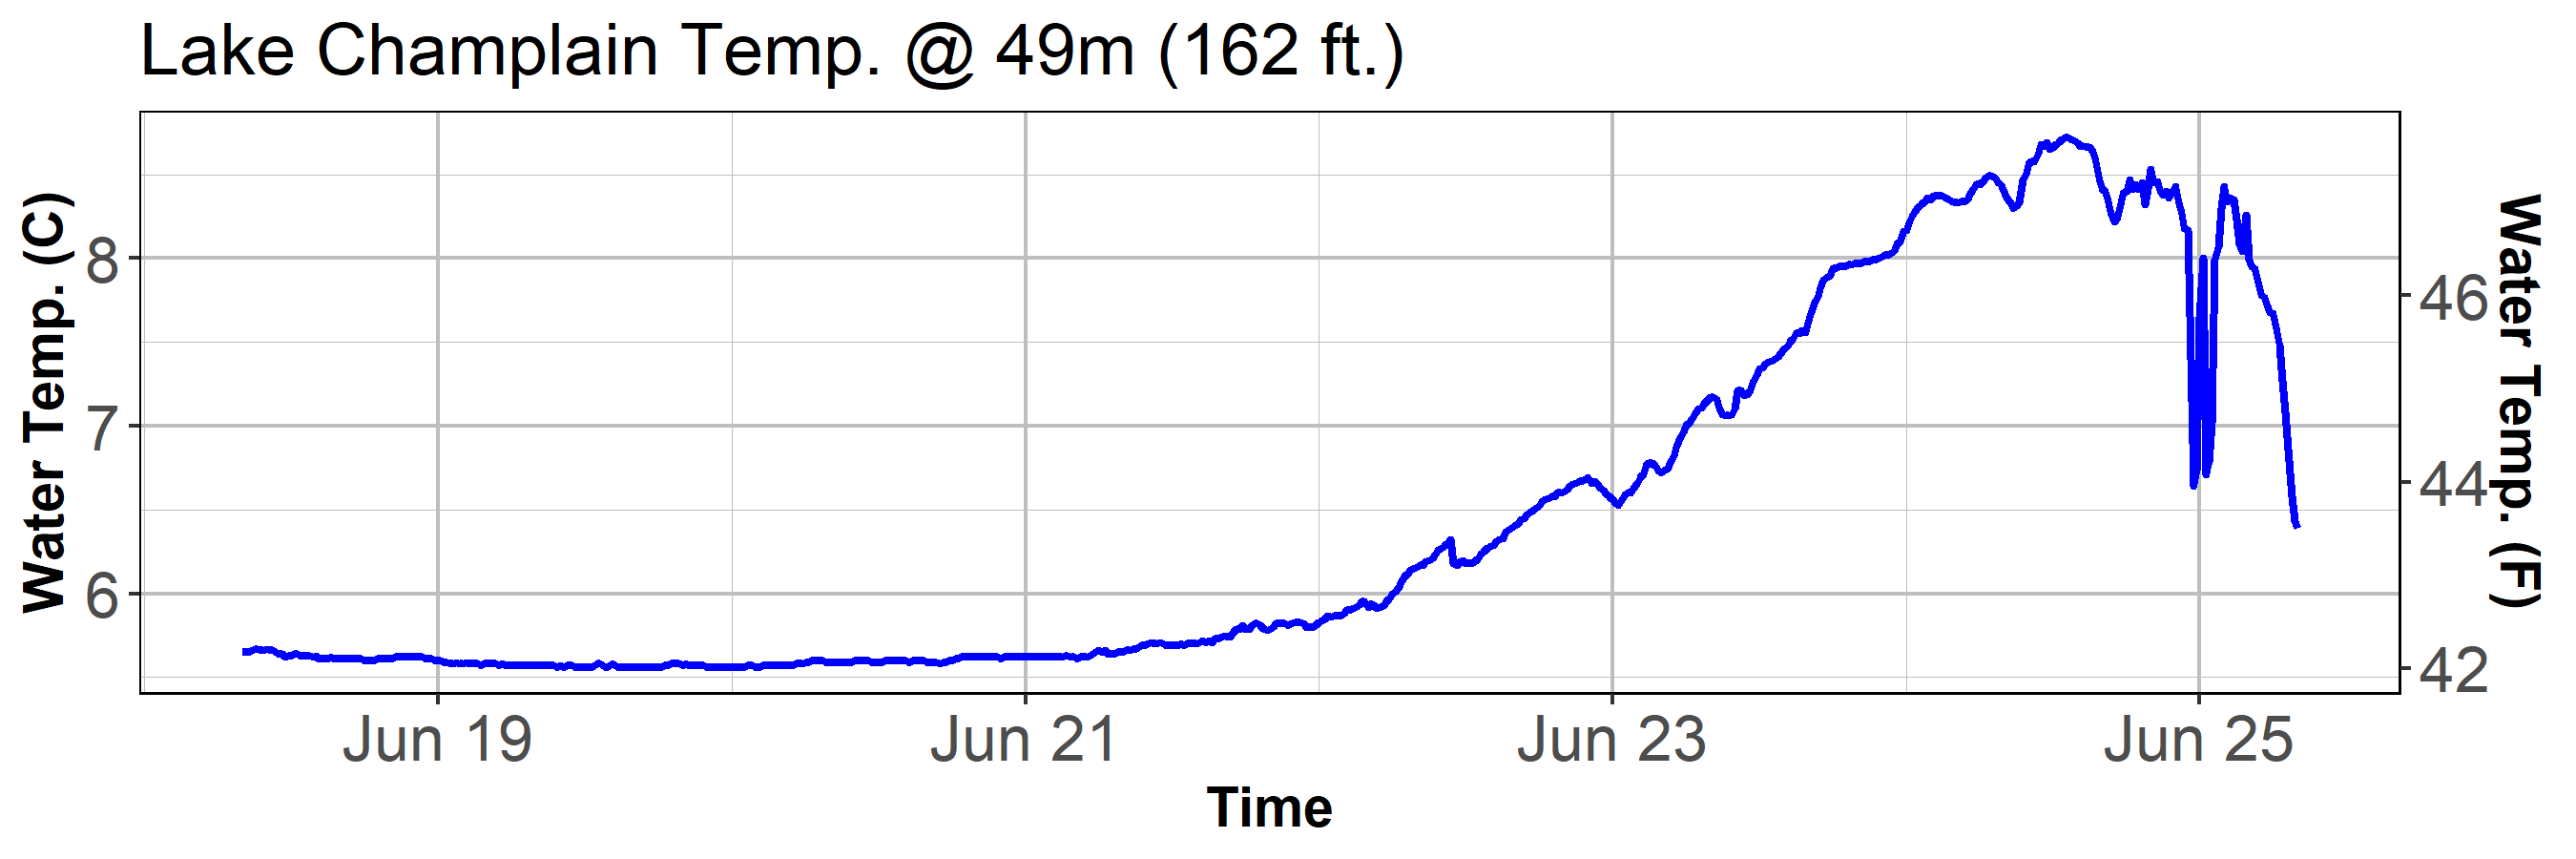 Lake Champlain Temp. @ 49m (162 ft.)
Water Temp. (C)
8
7
6
46
44
42
Water Temp. (F)
Jun 19
Jun 21
Jun 23
Jun 25
Time